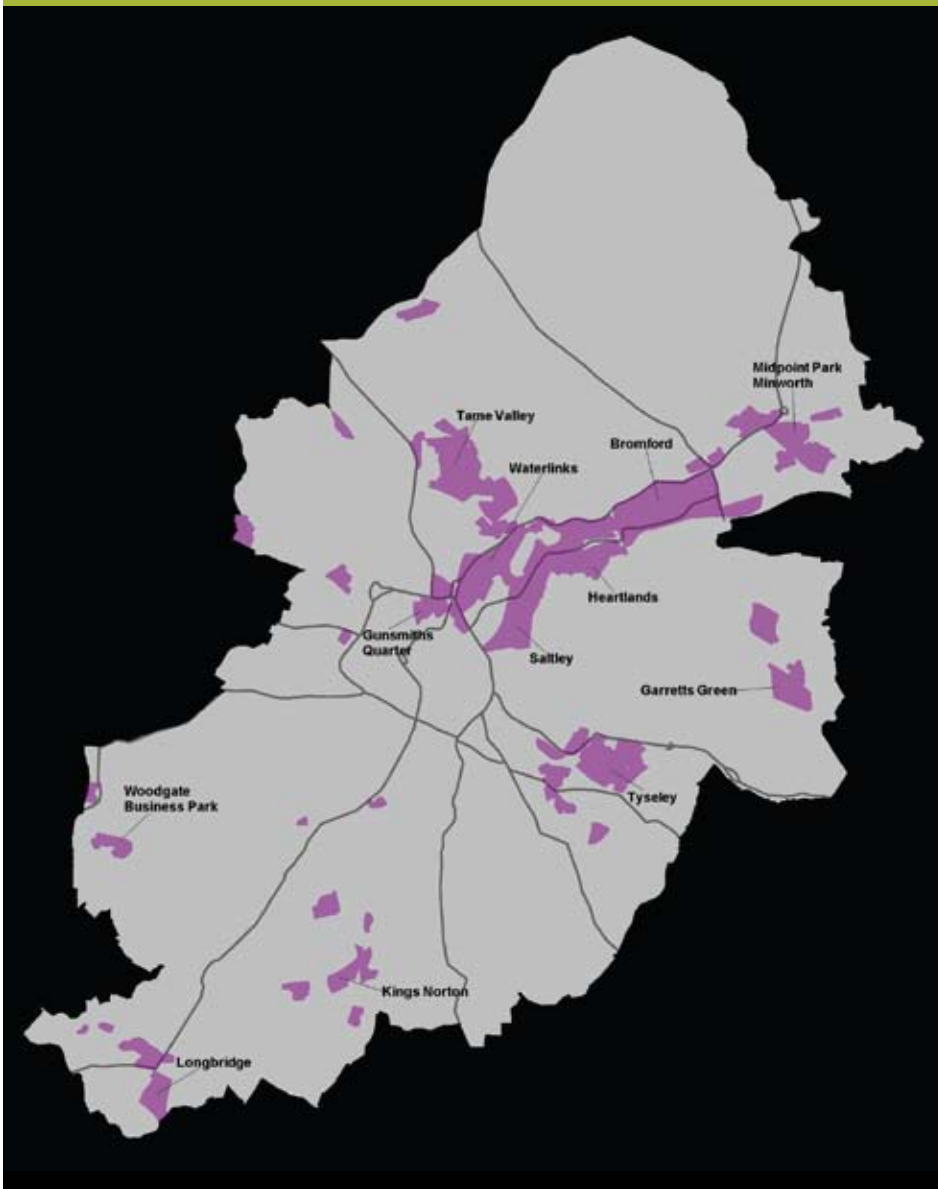 Midpoint Park
Minworth
Tame Valley
Bromford
Waterlinks
Heartlands
Gunsmiths
Quarter
Saltley
Garretts Green
Woodgate
Business Park
Tyseley
Kings Norton
Longbridge